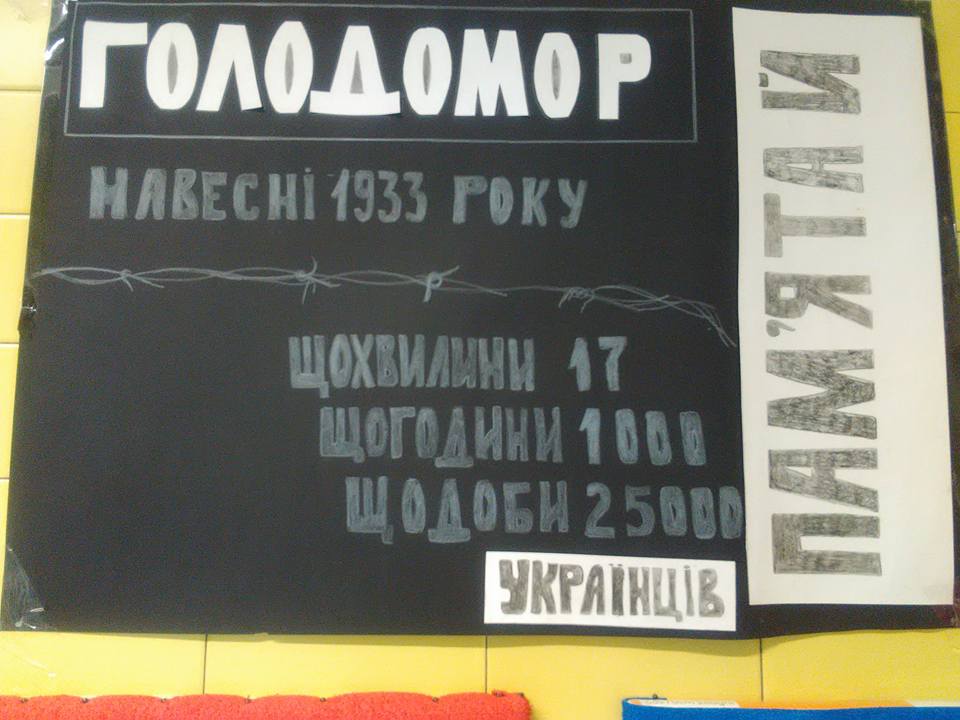 ГОЛОДОМОР
НАВЕСНІ 1933 РОКУ
ЩОХВИЛИНИ 17
ЩОГОДИНИ 1000
ЩОДОБИ 25000
УКРАЇНЦІВ
ПАМ'ЯТАЙ